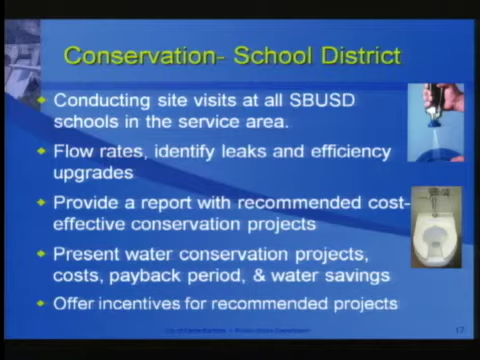 Conservation- School District
Conducting site visits at all SBUSD
schools in the service area.
Flow rates, identify leaks and efficiency
upgrades
Provide a report with recommended cost-
effective conservation projects
Present water conservation projects,
costs, payback period, & water savings
Offer incentives for recommended projects
17